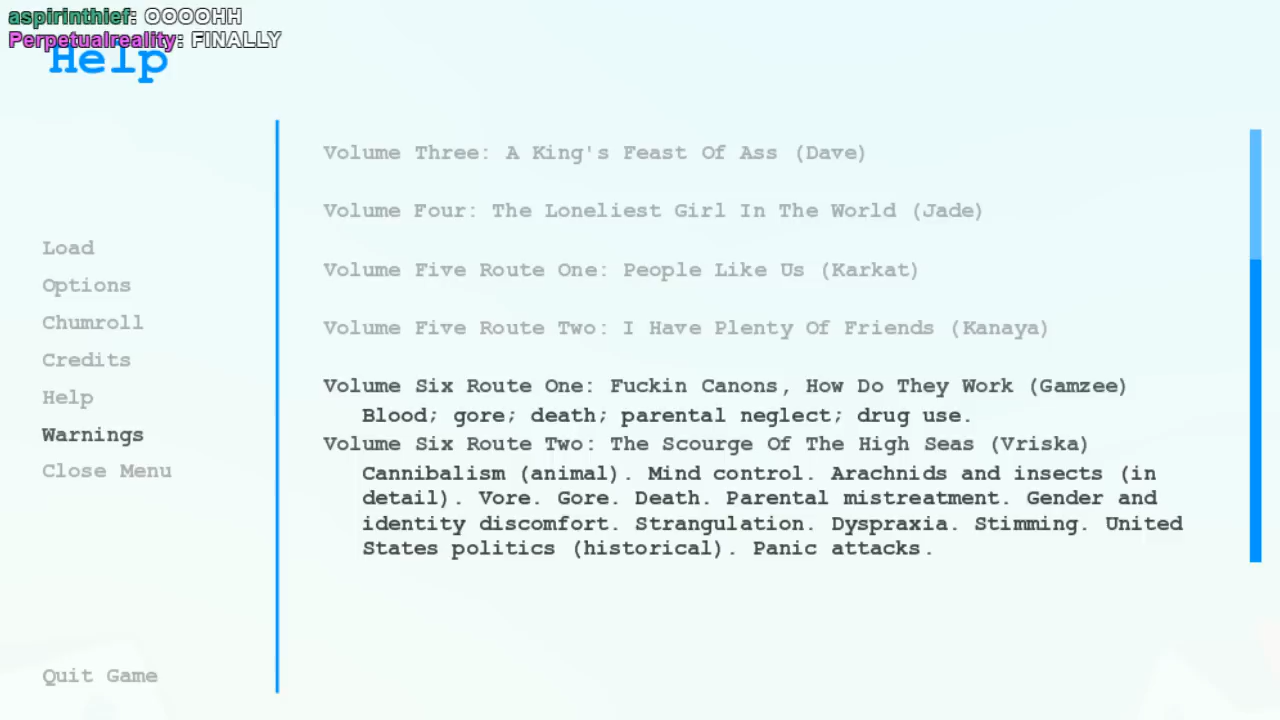 aspirinthief: OOOOHH
Perpetualreality: FINALLY
Help
Volume Three: A King's Feast Of Ass (Dave)
Volume Four: The Loneliest Girl In The World (Jade)
Volume Five Route One: People Like Us (Karkat)
Volume Five Route Two: I Have Plenty Of Friends (Kanaya)
Volume Six Route One: Fuckin Canons, How Do They Work (Gamzee)
Blood; gore; death; parental neglect; drug use.
Volume Six Route Two: The Scourge Of The High Seas (Vriska)
Cannibalism (animal). Mind control. Arachnids and insects (in
detail). Vore. Gore. Death. Parental mistreatment. Gender and
identity discomfort. Strangulation. Dyspraxia. Stimming. United
States politics (historical). Panic attacks.
Load
Options
Chumroll
Credits
Help
Warnings
Close Menu
Quit Game